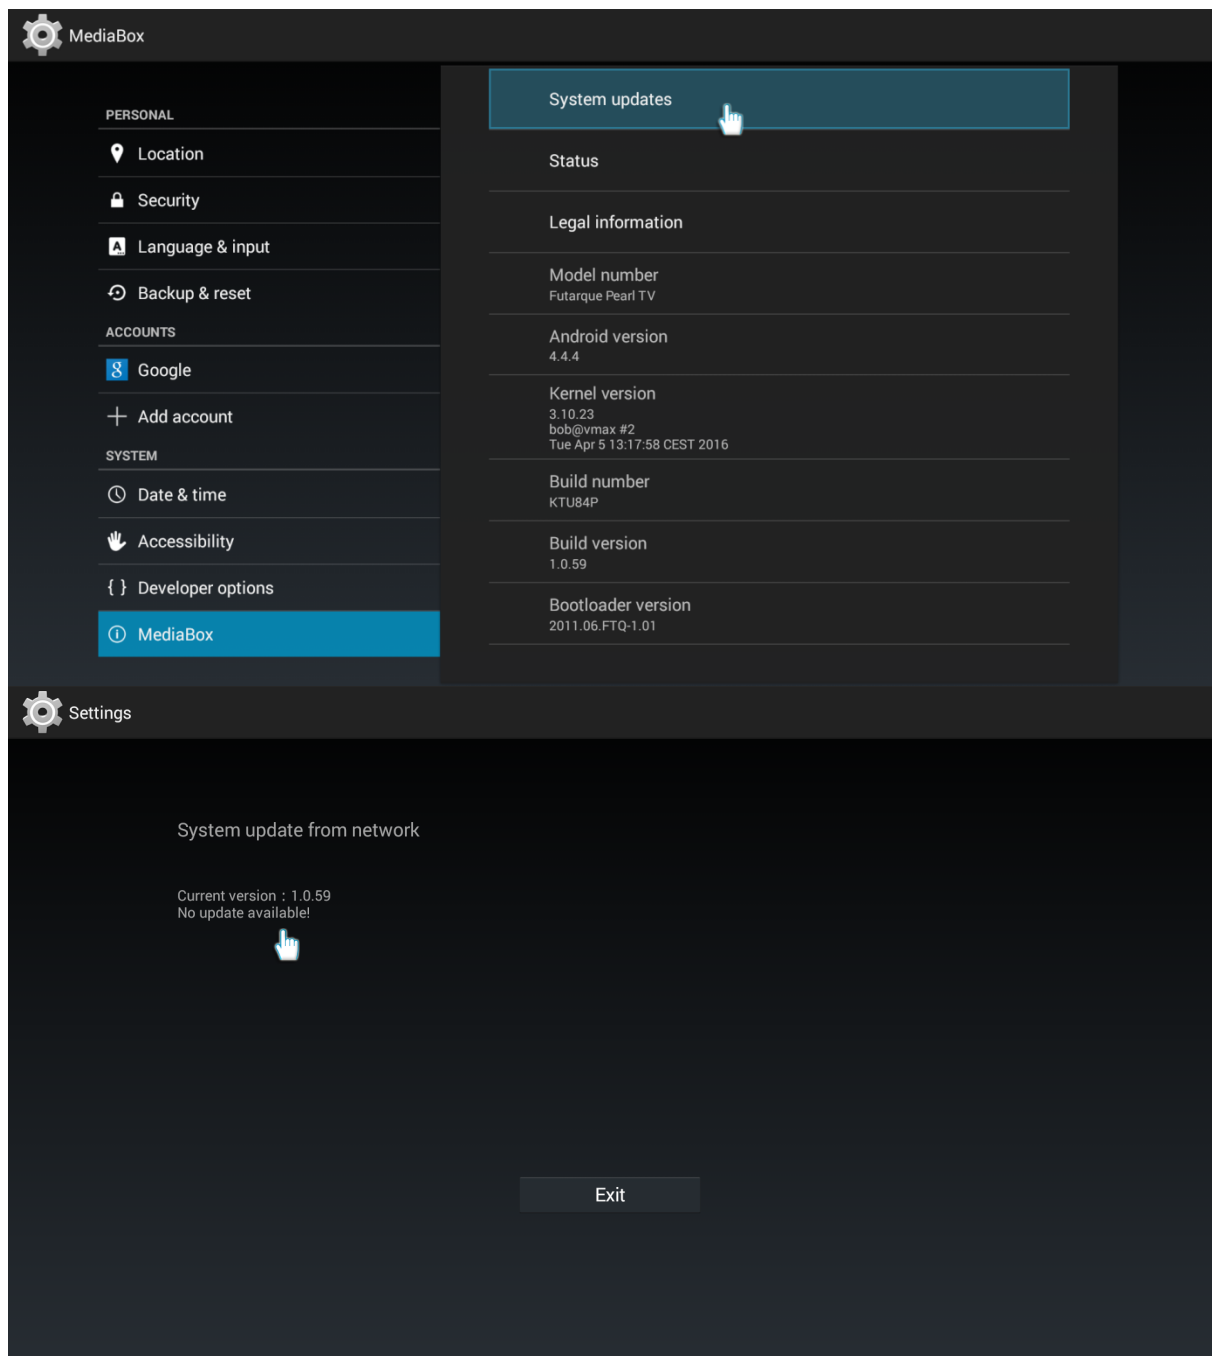 MediaBox
PERSONAL
Location
Security
Language & input
Backup & reset
ACCOUNTS
Google
Add account
SYSTEM
Date & time
Accessibility
Developer options
MediaBox
System updates
Status
Legal information
Model number
Futarque Pearl TV
Android version
4.4.4
Kernel version
3.10.23
bob@vmax #2
Tue Apr 5 13:17:58 CEST 2016
Build number
KTU84P
Build version
1.0.59
Bootloader version
2011.06.FTQ-1.01
Settings
System update from network
Current version : 1.0.59
No update available!
Exit